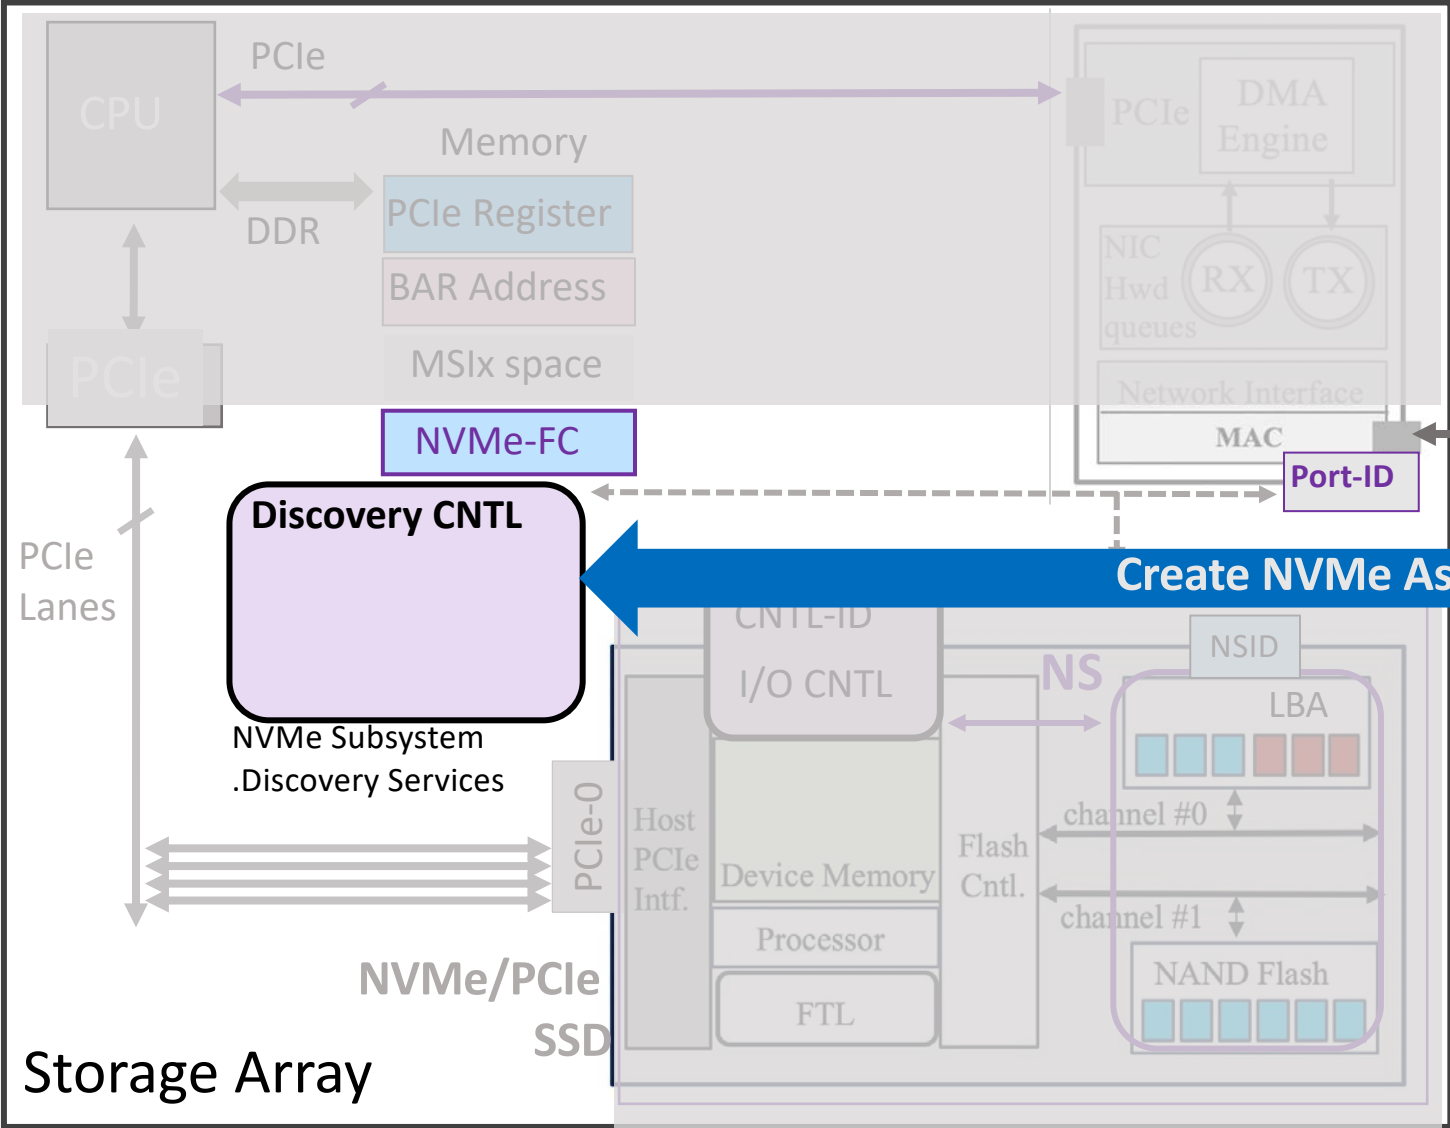 PCIe
CPU
Memory
DDR
PCIe Register
BAR Address
MSIx space
PCIe
NVMe-FC
PCIe
DMA
Engine
NIC
Hwd
queues
RX
TX
Network Interface
MAC
Port-ID
Discovery CNTL
PCIe
Lanes
Create NVMe As
NVMe Subsystem
.Discovery Services
CNTL-ID
I/O CNTL
NS
NSID
LBA
PCIe-0
Host
PCIe
Intf.
Device Memory
Processor
FTL
Flash
Cntl.
channel #0
channel #1
NAND Flash
NVMe/PCIe
SSD
Storage Array